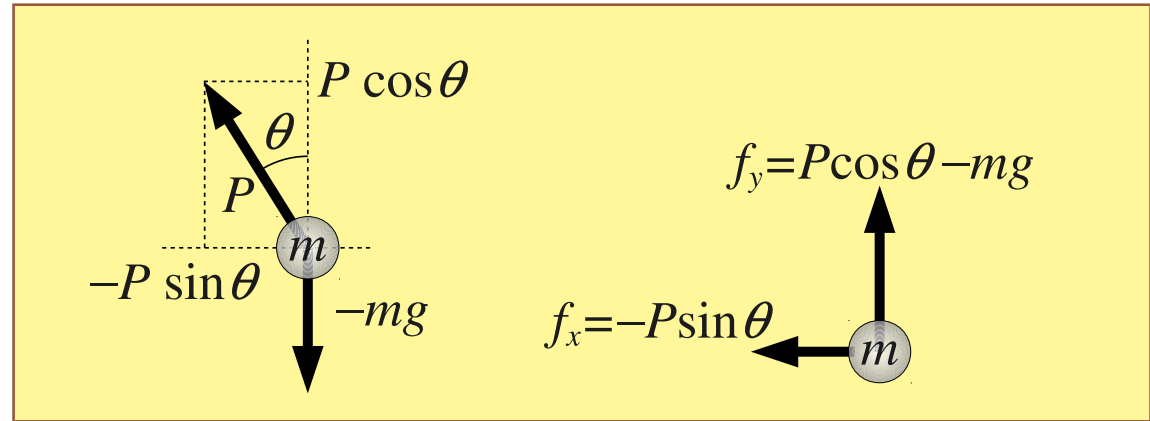 P cosθ
θ
P
m
−P sinθ
−mg
f_y=Pcosθ−mg
f_x=−Psinθ
m